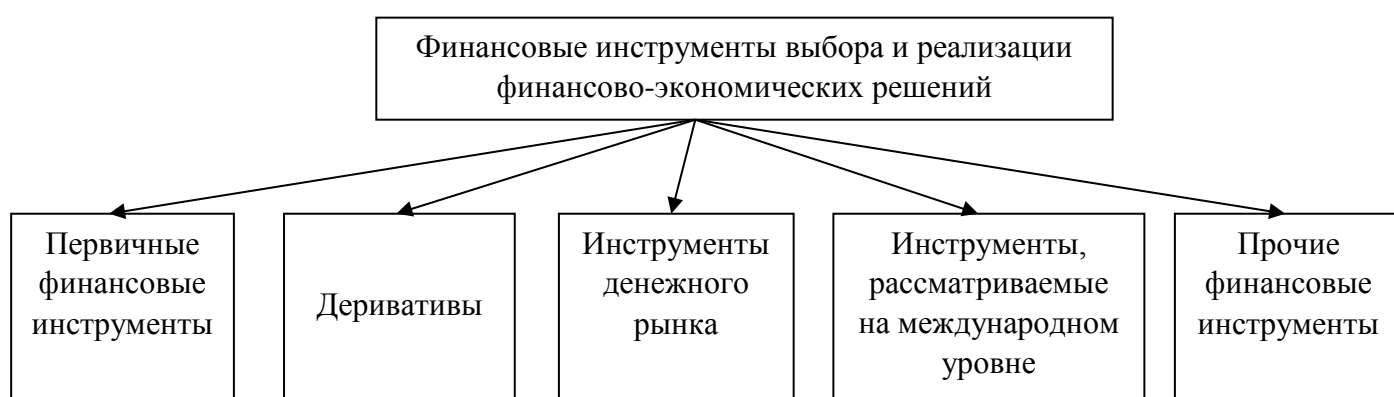 Финансовые инструменты выбора и реализации
финансово-экономических решений
Первичные
финансовые
инструменты
Деривативы
Инструменты
денежного
рынка
Инструменты,
рассматриваемые
на международном
уровне
Прочие
финансовые
инструменты